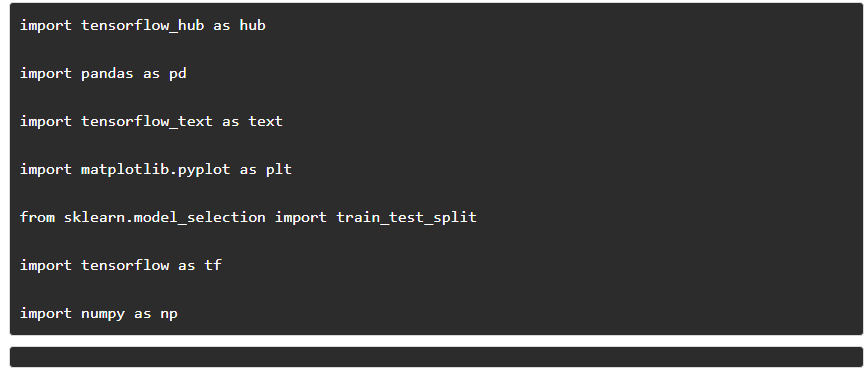 import tensorflow_hub as hub
import pandas as pd
import tensorflow_text as text
import matplotlib.pyplot as plt
from sklearn.model_selection import train_test_split
import tensorflow as tf
import numpy as np